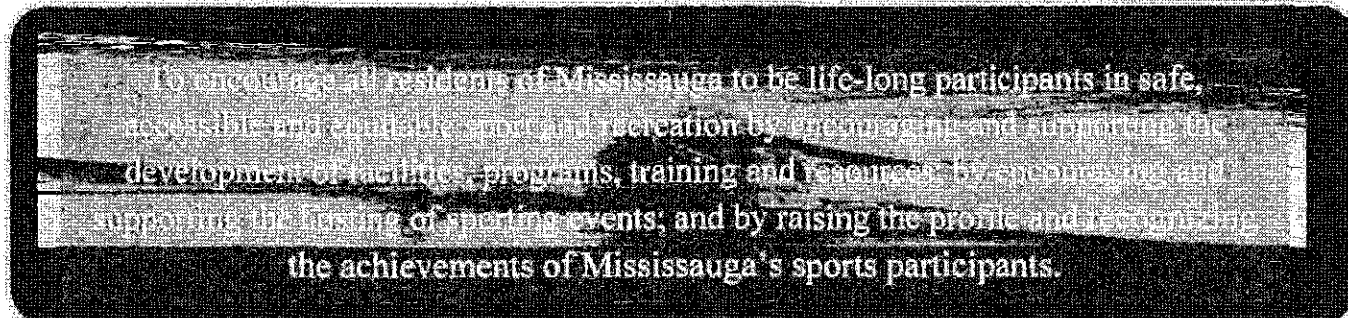 To encourage all residents of Mississauga to be life-long participants in safe,
accessible and equitable sport and recreation by encouraging and supporting the
development of facilities, programs, training and resources; by encouraging and
supporting the hosting of sporting events; and by raising the profile and recognizing
the achievements of Mississauga's sports participants.